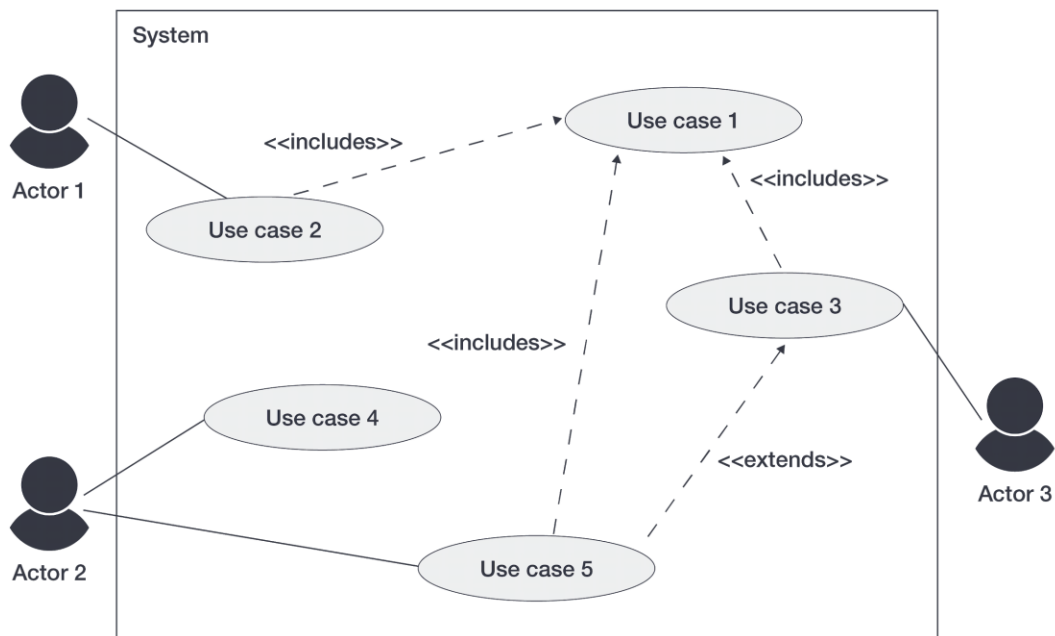 System
Actor 1
<<includes>>
Use case 1
<<includes>>
Use case 2
Use case 3
<<includes>>
Use case 4
<<extends>>
Actor 3
Actor 2
Use case 5